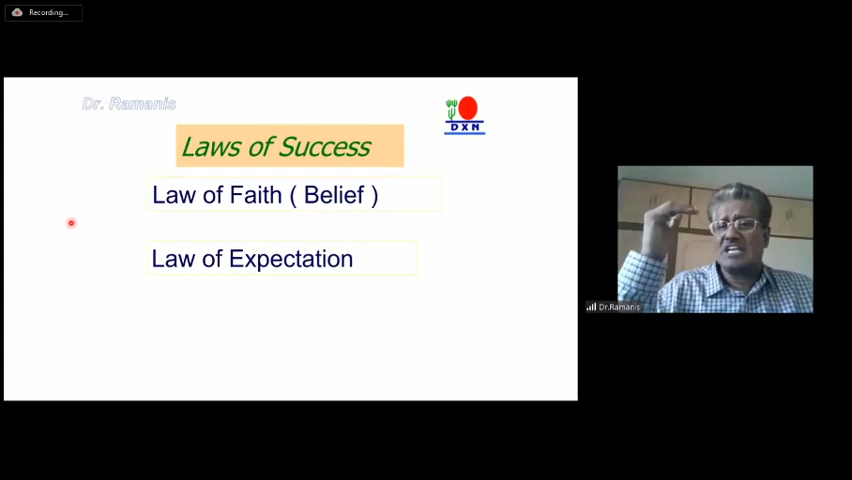 Recording...
Dr. Ramanis
DXN
Laws of Success
Law of Faith ( Belief )
Law of Expectation
Dr.Ramanis